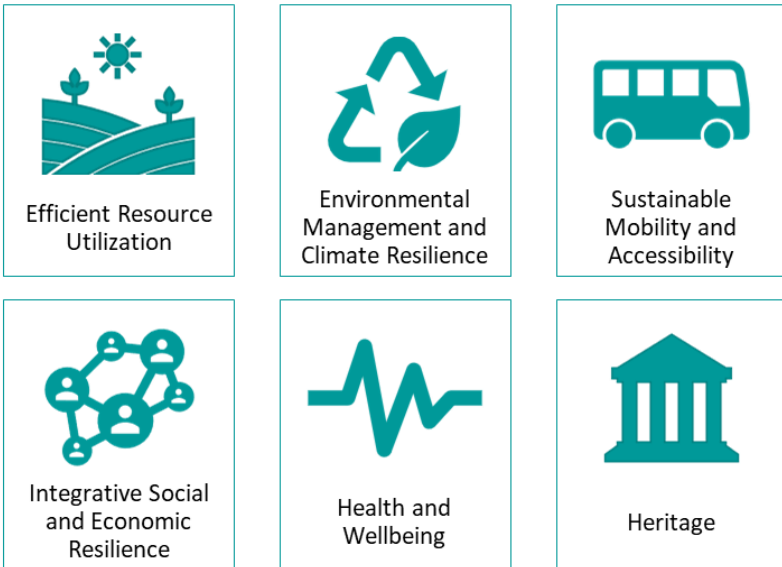 Efficient Resource
Utilization
Environmental
Management and
Climate Resilience
Sustainable
Mobility and
Accessibility
Integrative Social
and Economic
Resilience
Health and
Wellbeing
Heritage